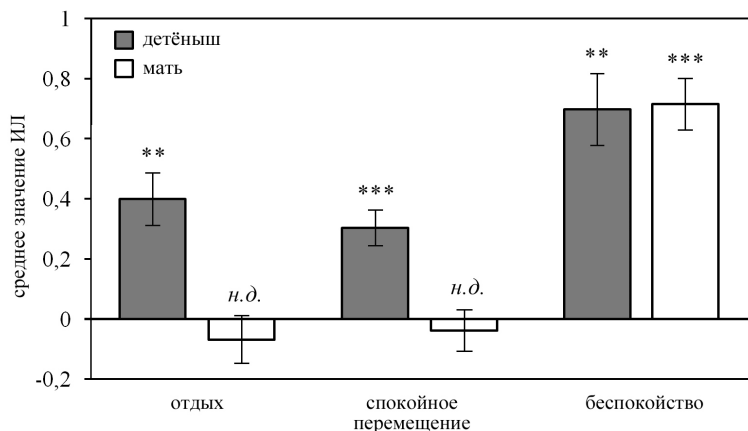 1
0,8
0,6
0,4
0,2
0
-0,2
среднее значение ИЛ
детёныш
мать
**
н.д.
***
н.д.
**
***
отдых
спокойное
перемещение
беспокойство